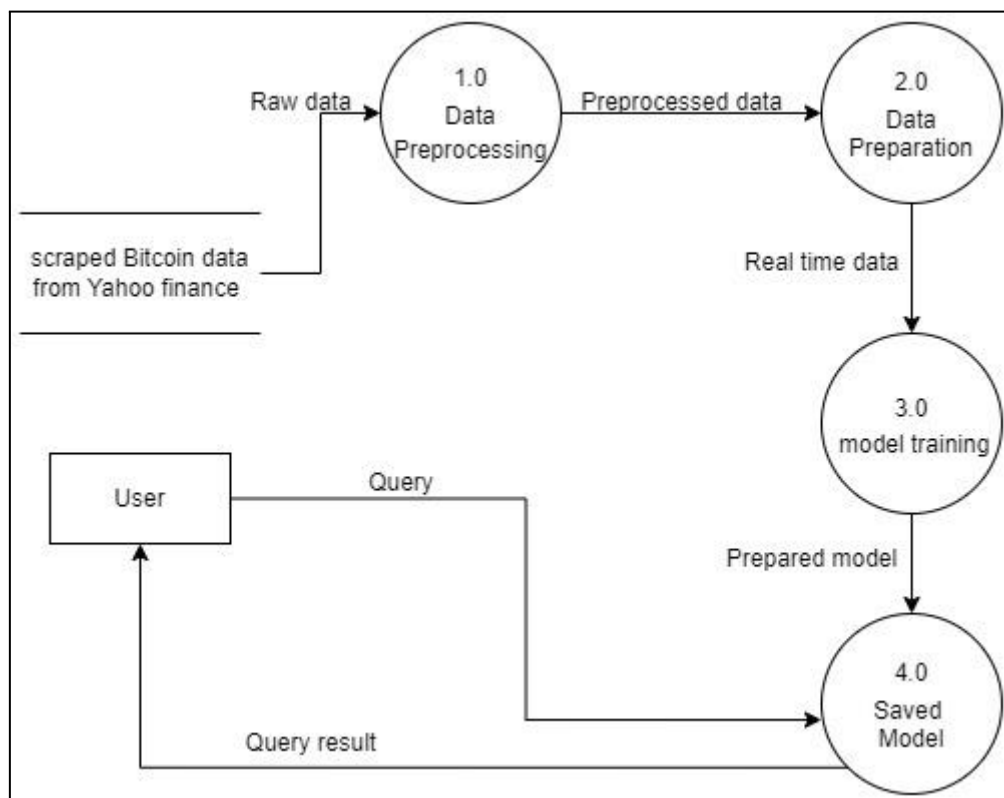 1.0
Data
Preprocessing
Raw data
Preprocessed data
2.0
Data
Preparation
scraped Bitcoin data
from Yahoo finance
Real time data
3.0
model training
User
Query
Prepared model
4.0
Saved
Model
Query result